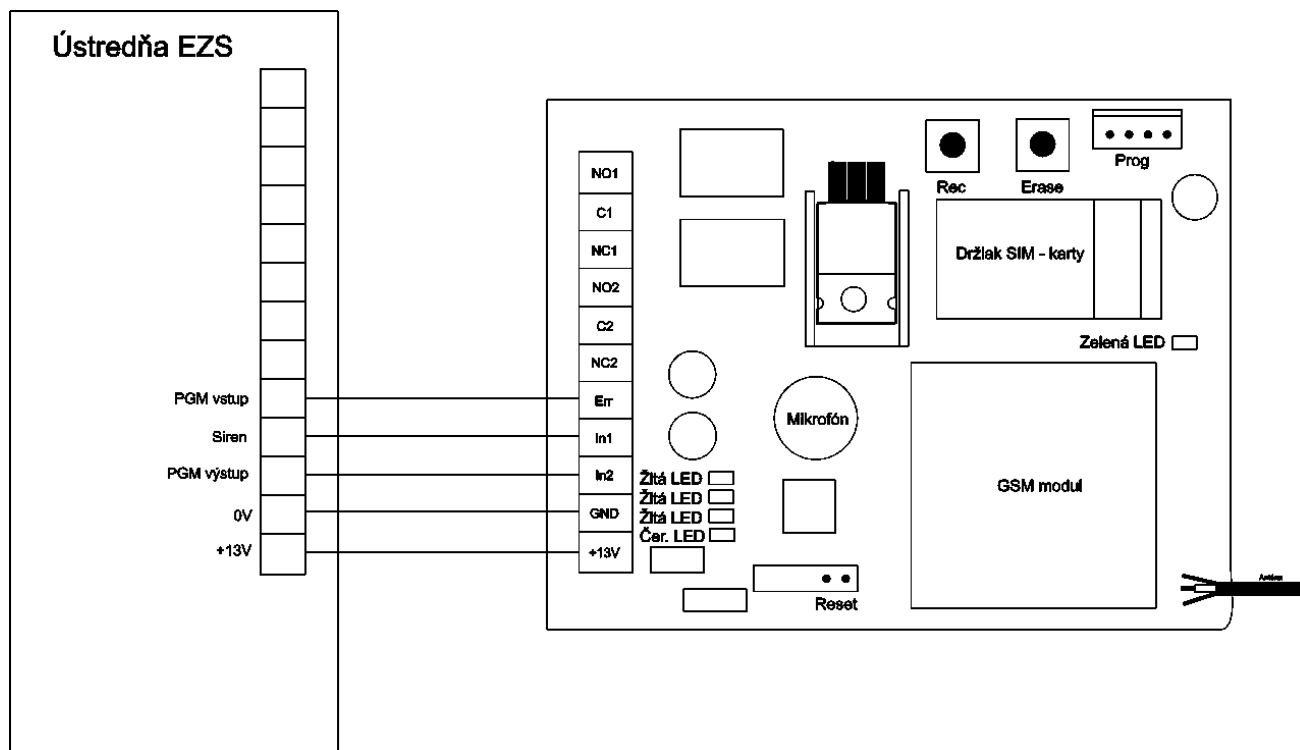 Ústredňa EZS
PGM vstup
Siren
PGM výstup
0V
+13V
NO1
C1
NC1
NO2
C2
NC2
Err
In1
In2
GND
+13V
Rec
Erase
Prog
Držiak SIM - karty
Zelená LED
Mikrofón
GSM modul
Žltá LED
Žltá LED
Žltá LED
Čer. LED
Reset